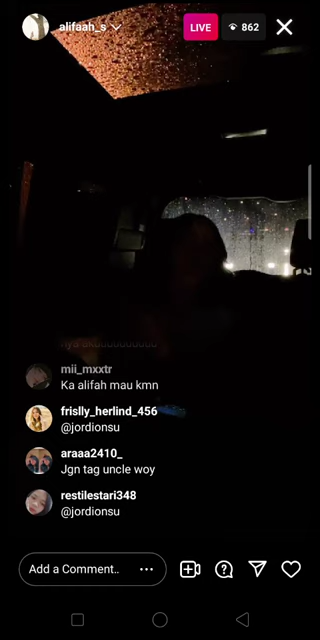 alifaah_s
LIVE
862
mii_mxxtr
Ka alifah mau kmn
frislly_herlind_456
@jordionsu
araaa2410_
Jgn tag uncle woy
restilestari348
@jordionsu
Add a Comment..